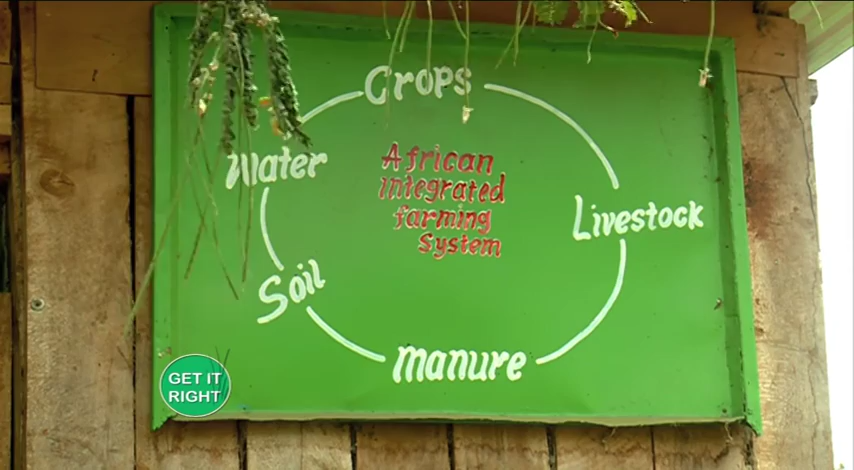 Crops
Water
African
integrated
farming
System
Livestock
Soil
manure
GET IT
RIGHT